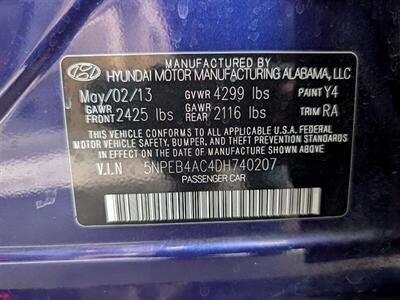 HYUNDAI MOTOR MANUFACTURING ALABAMA, LLC
May/02/13 GVWR 4299 lbs PAINT Y4
GAWR FRONT 2425 lbs GAWR REAR 2116 lbs TRIM RA
THIS VEHICLE CONFORMS TO ALL APPLICABLE U.S. FEDERAL
MOTOR VEHICLE SAFETY, BUMPER, AND THEFT PREVENTION STANDARDS
IN EFFECT ON THE DATE OF MANUFACTURE SHOWN ABOVE.
V.I.N : 5NPEB4AC4DH740207
PASSENGER CAR